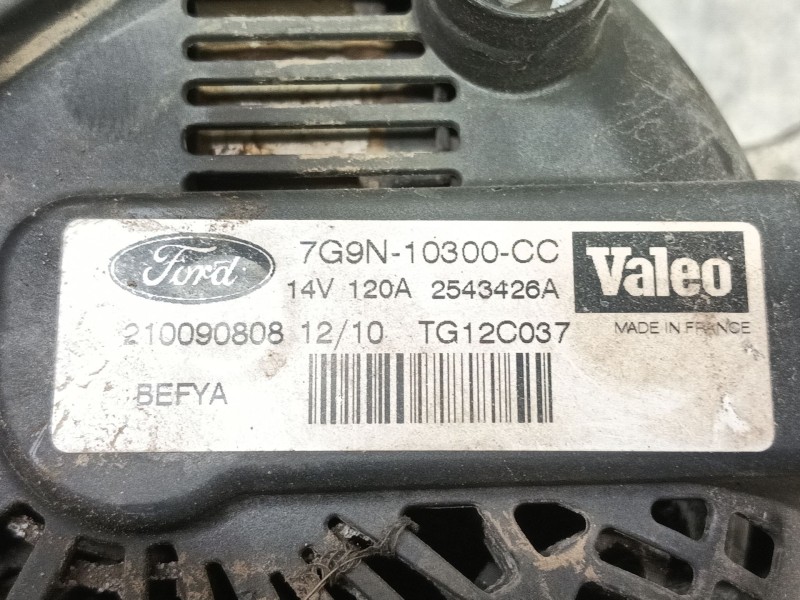 Ford 7G9N-10300-CC Valeo
14V 120A 2543426A
210090808 12/10 TG12C037 MADE IN FRANCE
BEFYA